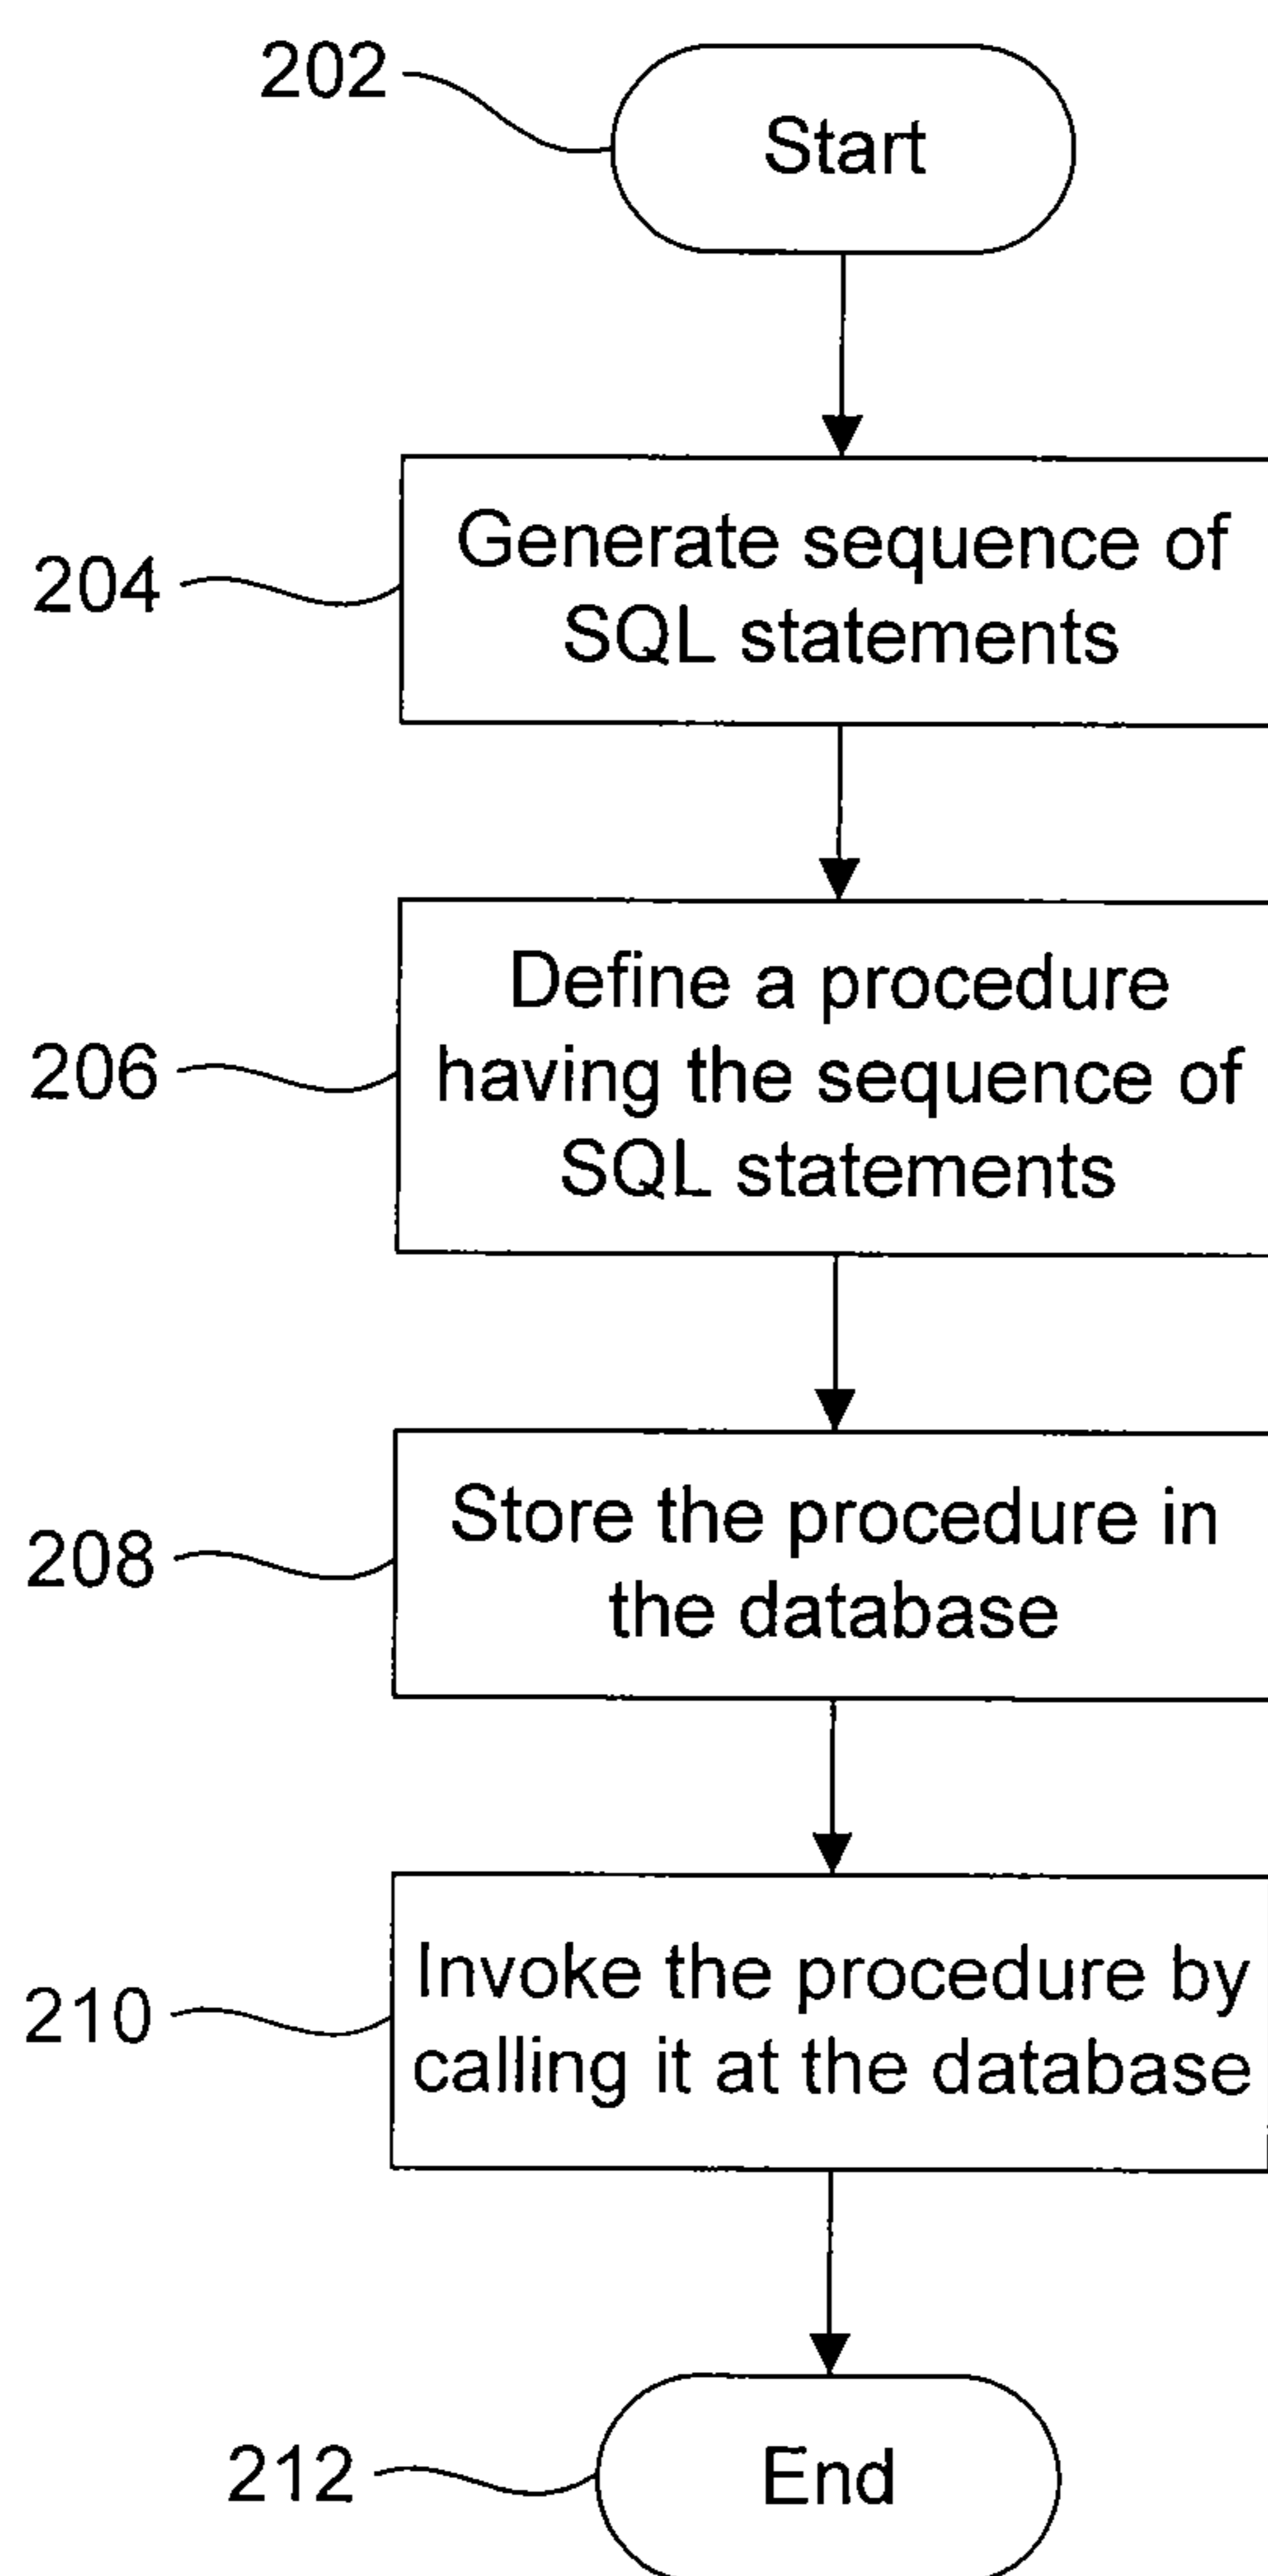 202
Start
204
Generate sequence of
SQL statements
206
Define a procedure
having the sequence of
SQL statements
208
Store the procedure in
the database
210
Invoke the procedure by
calling it at the database
212
End